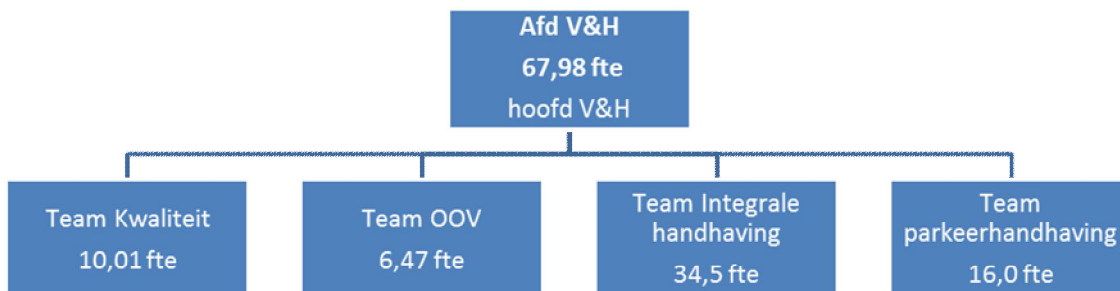 Afd V&H
67,98 fte
hoofd V&H
Team Kwaliteit
10,01 fte
Team OOV
6,47 fte
Team Integrale
handhaving
34,5 fte
Team
parkeerhandhaving
16,0 fte